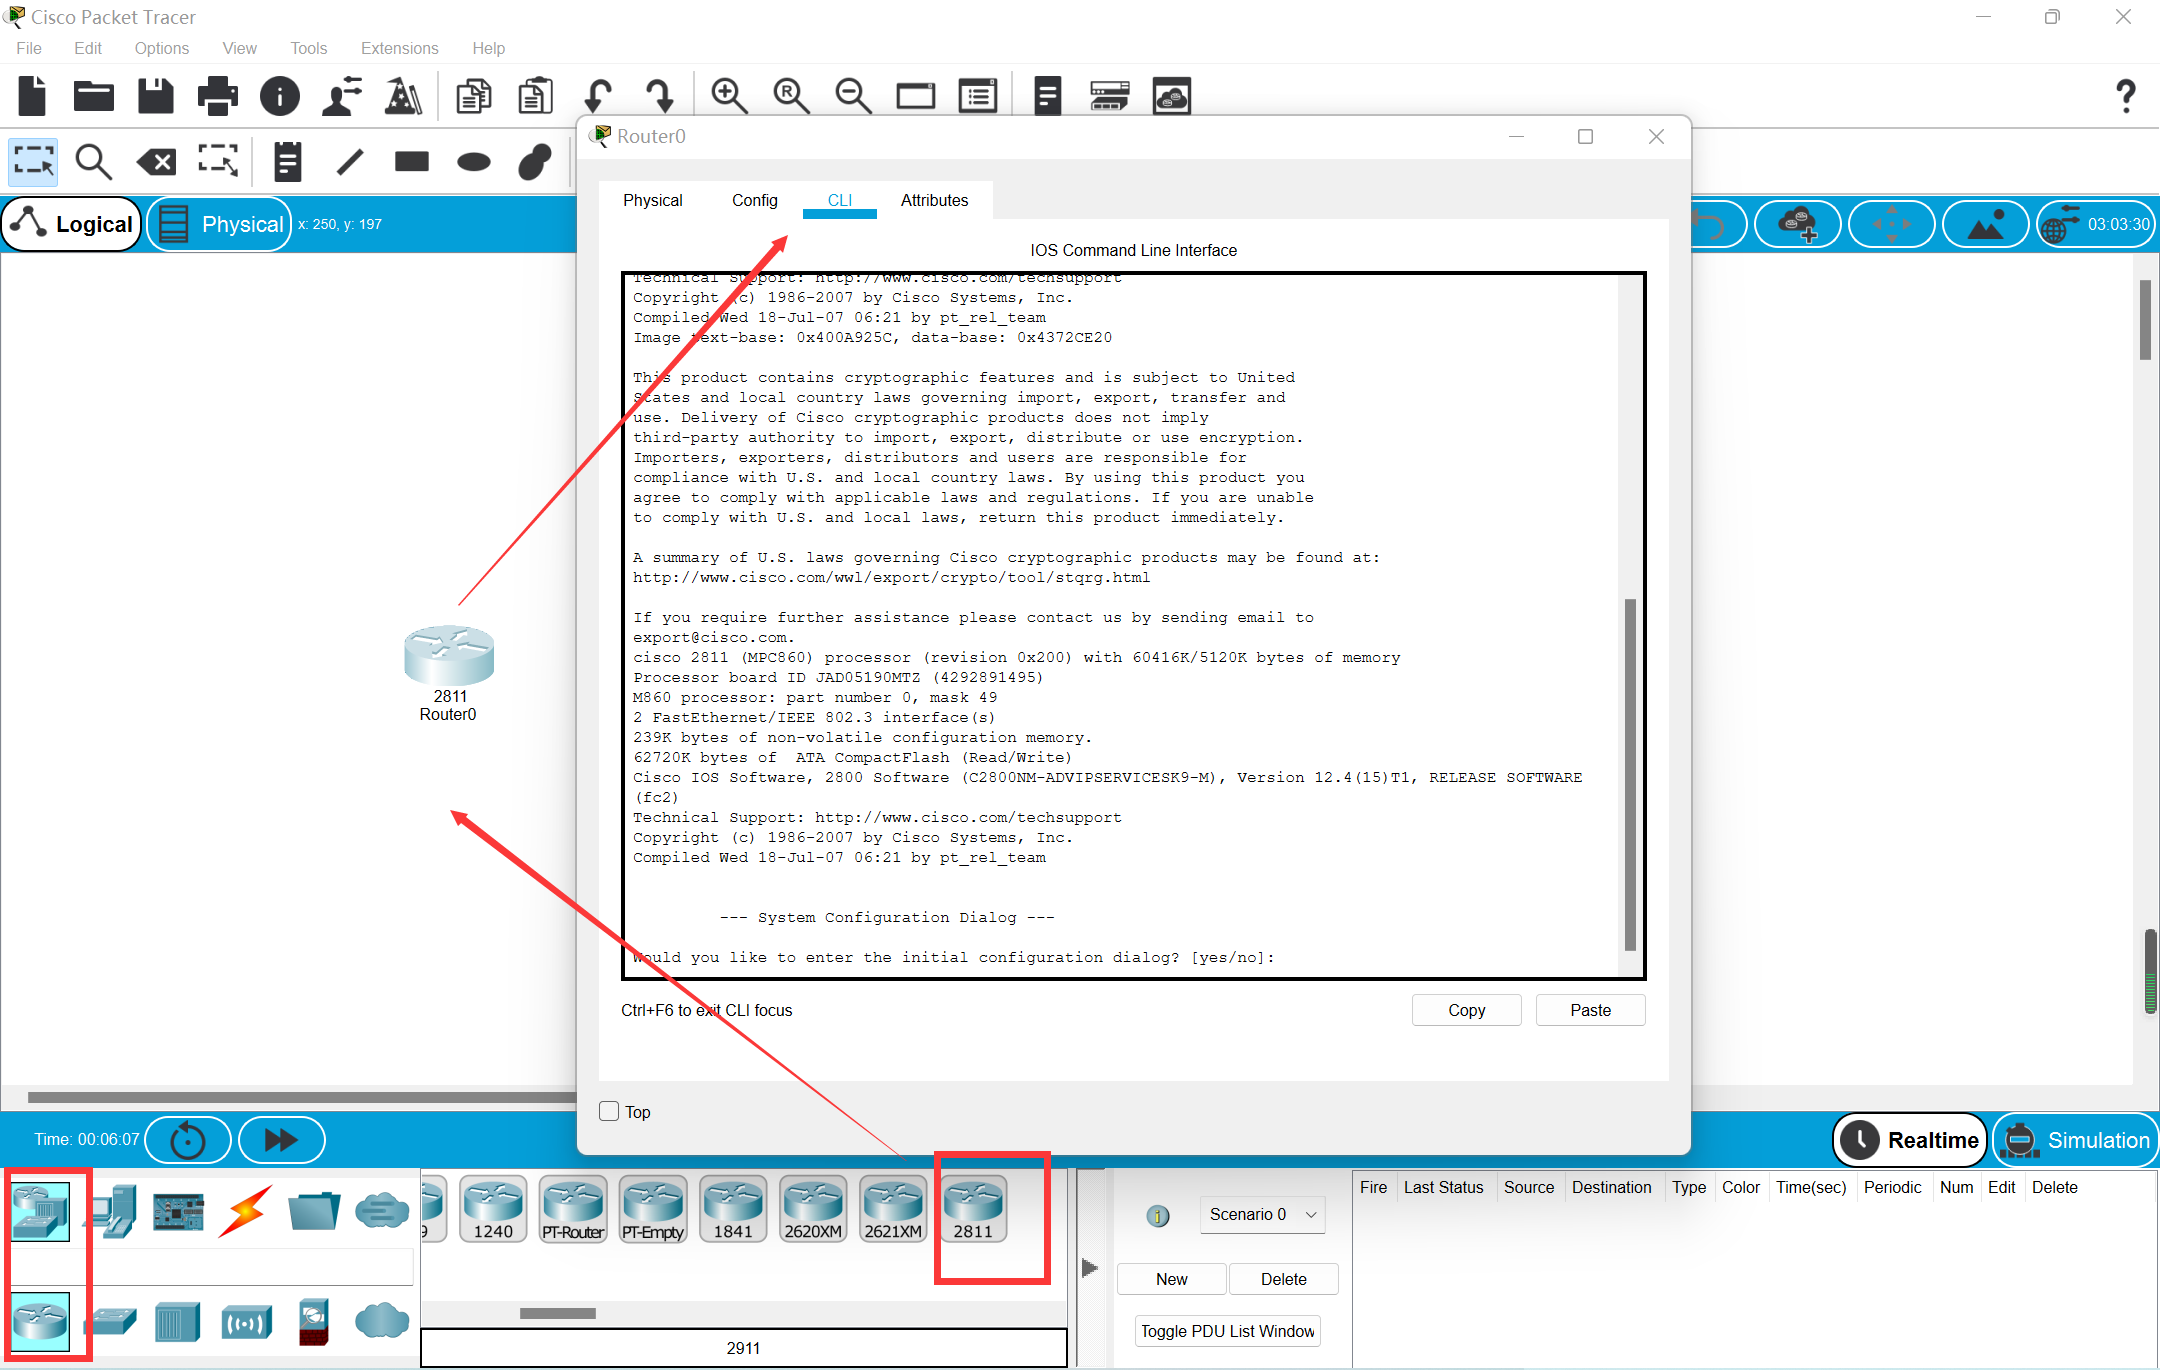 Cisco Packet Tracer
File Edit Options View Tools Extensions Help
Logical Physical x: 250, y: 197
03:03:30
Router0
Physical Config CLI Attributes
IOS Command Line Interface
Technical Support: http://www.cisco.com/techsupport
Copyright (c) 1986-2007 by Cisco Systems, Inc.
Compiled Wed 18-Jul-07 06:21 by pt_rel_team
Image text-base: 0x400A925C, data-base: 0x4372CE20
This product contains cryptographic features and is subject to United
States and local country laws governing import, export, transfer and
use. Delivery of Cisco cryptographic products does not imply
third-party authority to import, export, distribute or use encryption.
Importers, exporters, distributors and users are responsible for
compliance with U.S. and local country laws. By using this product you
agree to comply with applicable laws and regulations. If you are unable
to comply with U.S. and local laws, return this product immediately.
A summary of U.S. laws governing Cisco cryptographic products may be found at:
http://www.cisco.com/wwl/export/crypto/tool/stqrg.html
If you require further assistance please contact us by sending email to
export@cisco.com.
cisco 2811 (MPC860) processor (revision 0x200) with 60416K/5120K bytes of memory
Processor board ID JAD05190MTZ (4292891495)
M860 processor: part number 0, mask 49
2 FastEthernet/IEEE 802.3 interface(s)
239K bytes of non-volatile configuration memory.
62720K bytes of ATA CompactFlash (Read/Write)
Cisco IOS Software, 2800 Software (C2800NM-ADVIPSERVICESK9-M), Version 12.4(15)T1, RELEASE SOFTWARE
(fc2)
Technical Support: http://www.cisco.com/techsupport
Copyright (c) 1986-2007 by Cisco Systems, Inc.
Compiled Wed 18-Jul-07 06:21 by pt_rel_team
--- System Configuration Dialog ---
Would you like to enter the initial configuration dialog? [yes/no]:
Ctrl+F6 to exit CLI focus
Copy Paste
Top
2811
Router0
Time: 00:06:07
Realtime Simulation
9 1240 PT-Router PT-Empty 1841 2620XM 2621XM 2811
2911
Scenario 0
New Delete
Toggle PDU List Window
Fire Last Status Source Destination Type Color Time(sec) Periodic Num Edit Delete